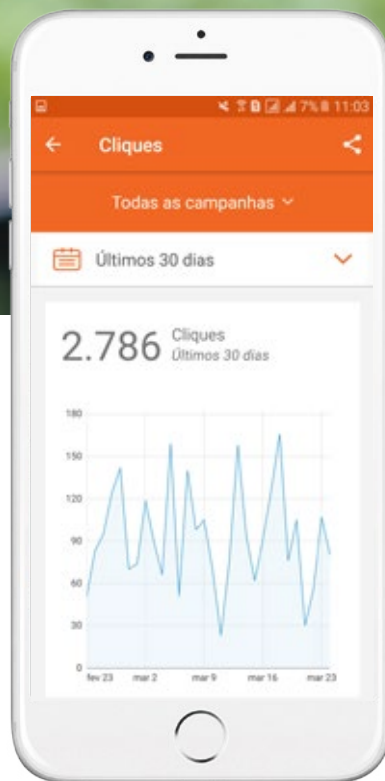 7% 11:03
Cliques
Todas as campanhas
Últimos 30 dias
2.786 Cliques
Últimos 30 dias
180
150
120
90
60
30
0
fev 23 mar 2 mar 9 mar 16 mar 23